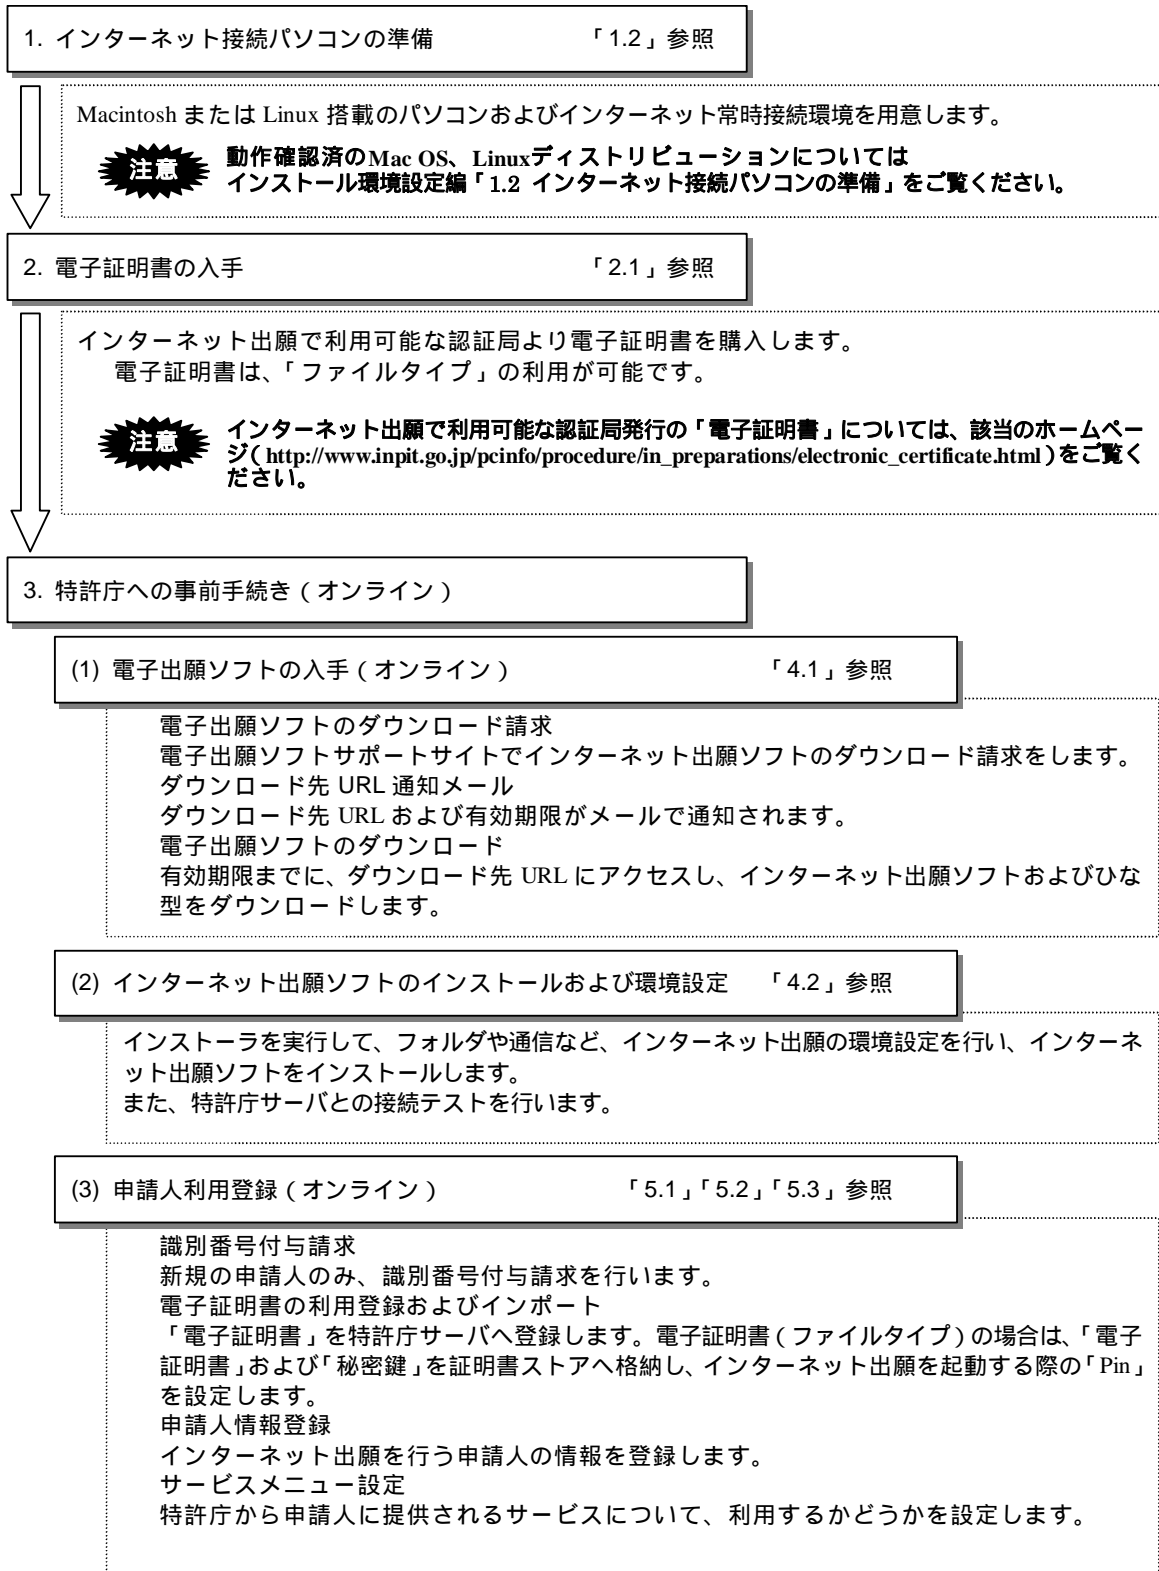 1. インターネット接続パソコンの準備 「1.2」参照
Macintosh または Linux 搭載のパソコンおよびインターネット常時接続環境を用意します。
注意 動作確認済のMac OS、Linuxディストリビューションについては
インストール環境設定編「1.2 インターネット接続パソコンの準備」をご覧ください。
2. 電子証明書の入手 「2.1」参照
インターネット出願で利用可能な認証局より電子証明書を購入します。
電子証明書は、「ファイルタイプ」の利用が可能です。
注意 インターネット出願で利用可能な認証局発行の「電子証明書」については、該当のホームペー
ジ(http://www.inpit.go.jp/pcinfo/procedure/in_preparations/electronic_certificate.html)をご覧く
ださい。
3. 特許庁への事前手続き(オンライン)
(1) 電子出願ソフトの入手(オンライン) 「4.1」参照
電子出願ソフトのダウンロード請求
電子出願ソフトサポートサイトでインターネット出願ソフトのダウンロード請求をします。
ダウンロード先 URL 通知メール
ダウンロード先 URL および有効期限がメールで通知されます。
電子出願ソフトのダウンロード
有効期限までに、ダウンロード先 URL にアクセスし、インターネット出願ソフトおよびひな
型をダウンロードします。
(2) インターネット出願ソフトのインストールおよび環境設定 「4.2」参照
インストーラを実行して、フォルダや通信など、インターネット出願の環境設定を行い、インターネ
ット出願ソフトをインストールします。
また、特許庁サーバとの接続テストを行います。
(3) 申請人利用登録(オンライン) 「5.1」「5.2」「5.3」参照
識別番号付与請求
新規の申請人のみ、識別番号付与請求を行います。
電子証明書の利用登録およびインポート
「電子証明書」を特許庁サーバへ登録します。電子証明書(ファイルタイプ)の場合は、「電子
証明書」および「秘密鍵」を証明書ストアへ格納し、インターネット出願を起動する際の「Pin」
を設定します。
申請人情報登録
インターネット出願を行う申請人の情報を登録します。
サービスメニュー設定
特許庁から申請人に提供されるサービスについて、利用するかどうかを設定します。